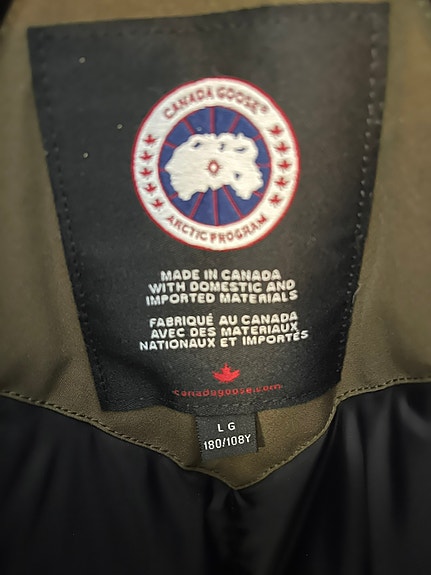 CANADA GOOSE®
ARCTIC PROGRAM
MADE IN CANADA
WITH DOMESTIC AND
IMPORTED MATERIALS
FABRIQUÉ AU CANADA
AVEC DES MATERIAUX
NATIONAUX ET IMPORTÉS
canadagoose.com
LG
180/108Y